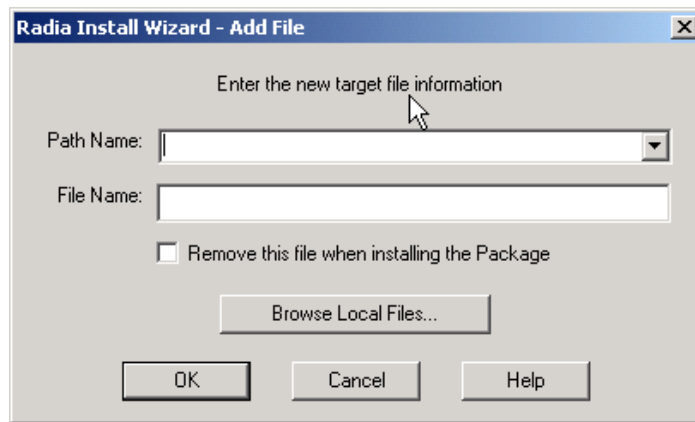 Radia Install Wizard - Add File
Enter the new target file information
Path Name:
File Name:
Remove this file when installing the Package
Browse Local Files...
OK Cancel Help